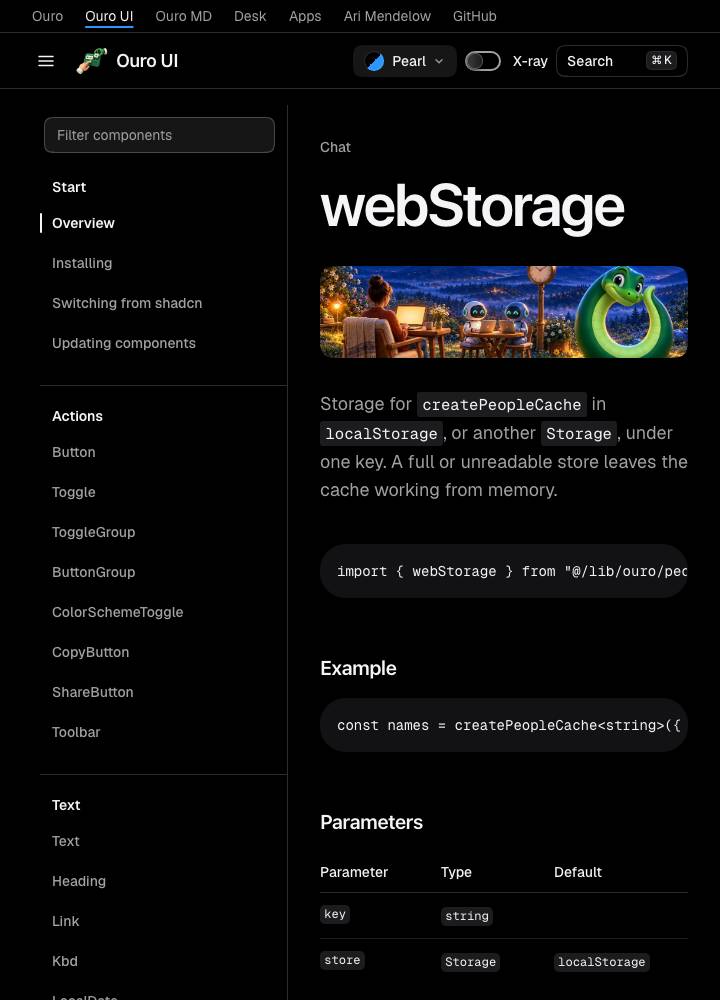 Ouro Ouro UI Ouro MD Desk Apps Ari Mendelow GitHub
Ouro UI Pearl X-ray Search ⌘K
Filter components
Start
Overview
Installing
Switching from shadcn
Updating components
Actions
Button
Toggle
ToggleGroup
ButtonGroup
ColorSchemeToggle
CopyButton
ShareButton
Toolbar
Text
Text
Heading
Link
Kbd
Chat
webStorage
Storage for createPeopleCache in
localStorage, or another Storage, under
one key. A full or unreadable store leaves the
cache working from memory.
import { webStorage } from "@/lib/ouro/peo
Example
const names = createPeopleCache<string>({
Parameters
Parameter Type Default
key string
store Storage localStorage